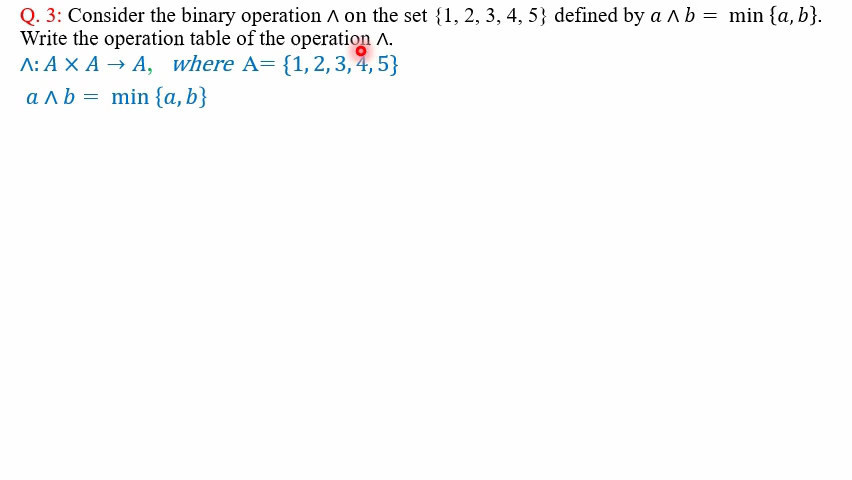 Q. 3: Consider the binary operation ∧ on the set {1, 2, 3, 4, 5} defined by a ∧ b = min {a, b}.
Write the operation table of the operation ∧.
∧: A × A → A, where A= {1, 2, 3, 4, 5}
a ∧ b = min {a, b}